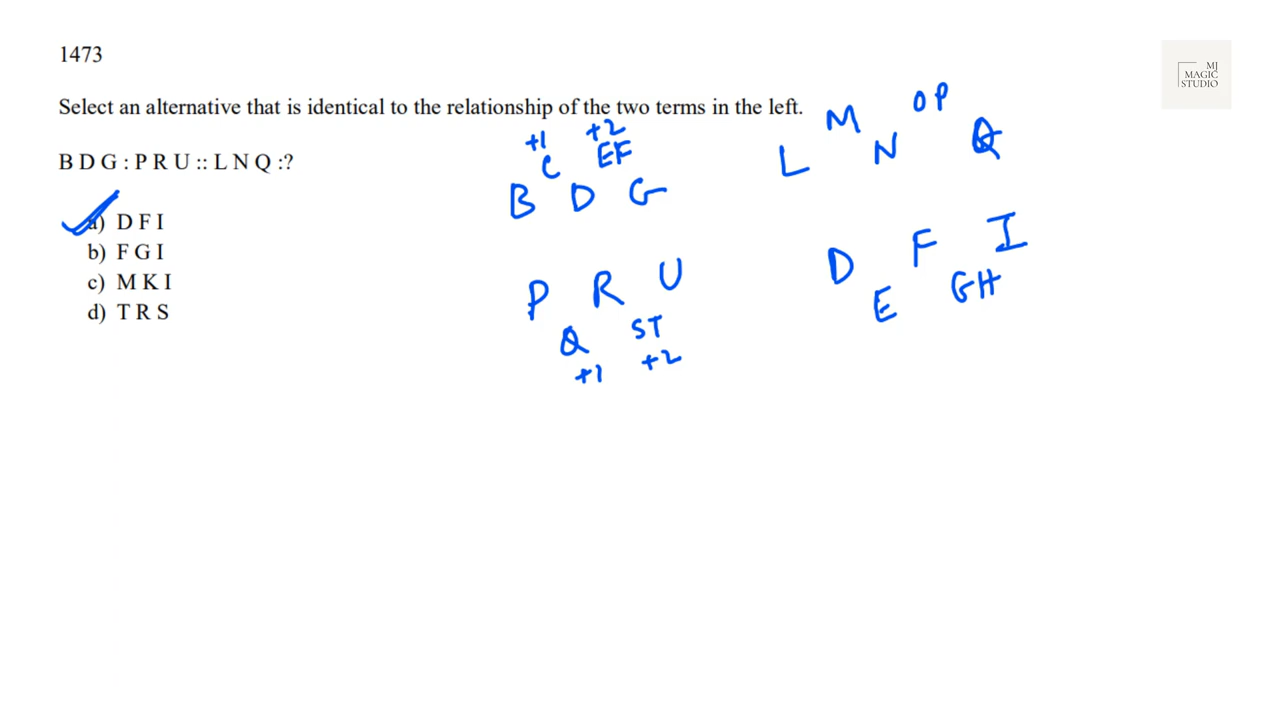 1473
MJ
MAGIC
STUDIO
Select an alternative that is identical to the relationship of the two terms in the left.
B D G : P R U :: L N Q :?
a) D F I
b) F G I
c) M K I
d) T R S
+1 +2
C EF
B D G
P R U
Q ST
+1 +2
M OP
L N Q
D F I
E GH